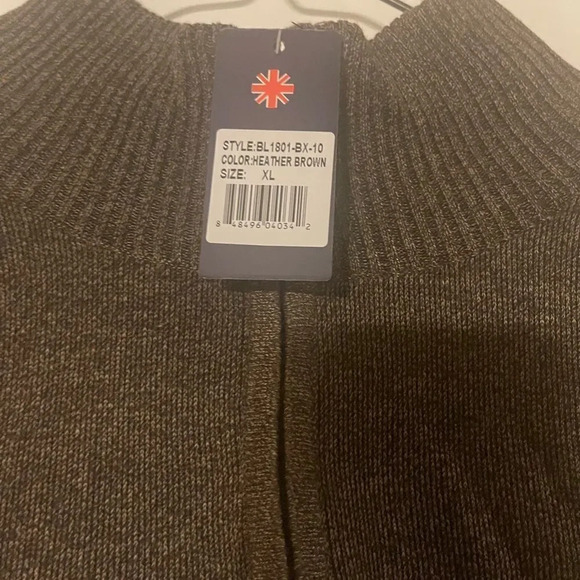 STYLE:BL1801-BX-10
COLOR:HEATHER BROWN
SIZE: XL
8 48496 04034 2